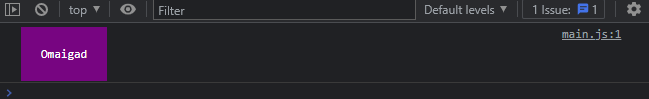 top Filter Default levels 1 Issue: 1
Omaigad main.js:1
>